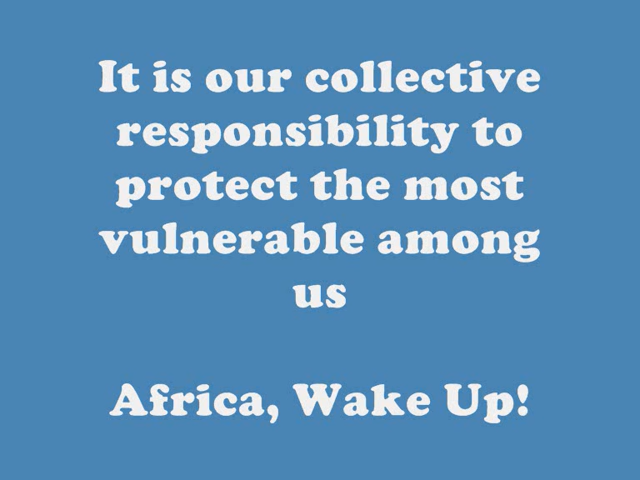 It is our collective
responsibility to
protect the most
vulnerable among
us
Africa, Wake Up!